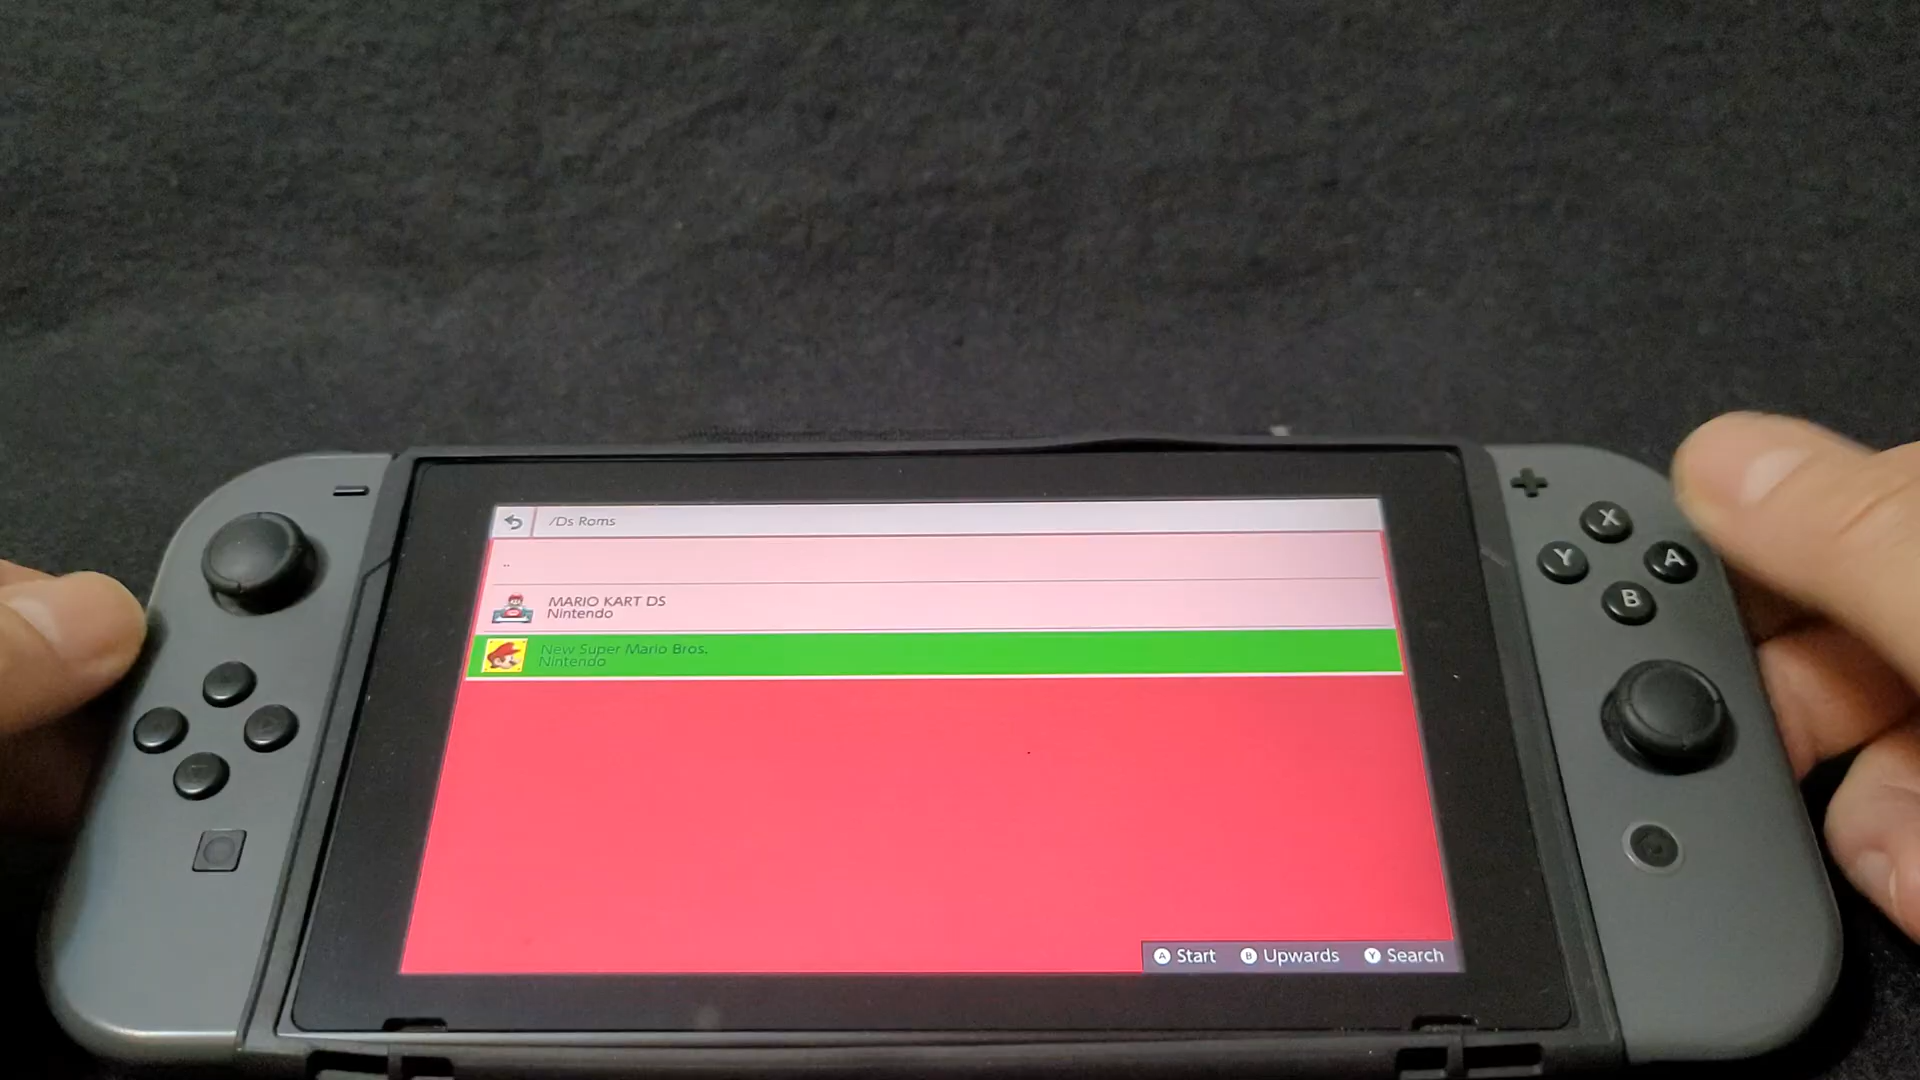 /Ds Roms
..
MARIO KART DS
Nintendo
New Super Mario Bros.
Nintendo
A Start B Upwards Y Search
X
Y
A
B